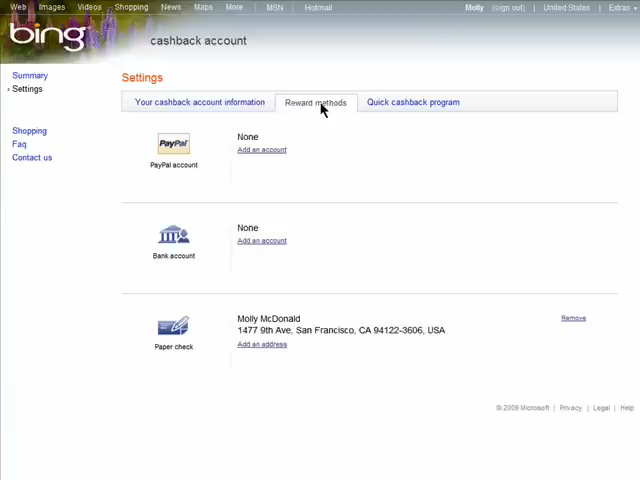 Web Images Videos Shopping News Maps More | MSN | Hotmail Molly (sign out) | United States | Extras
bing cashback account
Summary
Settings
Shopping
Faq
Contact us
Settings
Your cashback account information Reward methods Quick cashback program
PayPal
PayPal account
None
Add an account
Bank account
None
Add an account
Paper check
Molly McDonald
1477 9th Ave, San Francisco, CA 94122-3606, USA
Add an address
Remove
© 2009 Microsoft | Privacy | Legal | Help